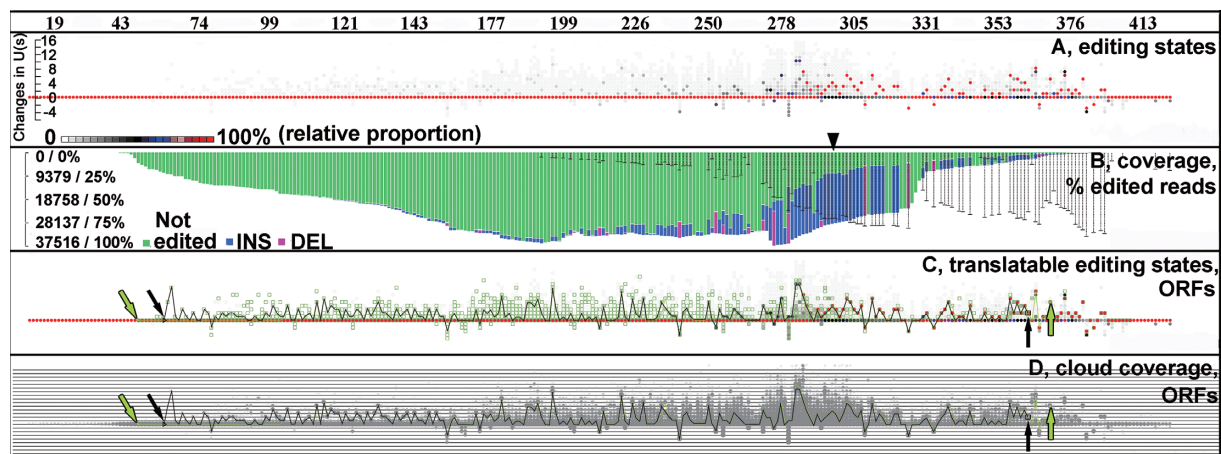 19 43 74 99 121 143 177 199 226 250 278 305 331 353 376 413
A, editing states
Changes in U(s)
16
12
8
4
0
-4
0 100% (relative proportion)
B, coverage,
% edited reads
0 / 0%
9379 / 25%
18758 / 50%
28137 / 75%
37516 / 100%
Not
edited INS DEL
C, translatable editing states,
ORFs
D, cloud coverage,
ORFs